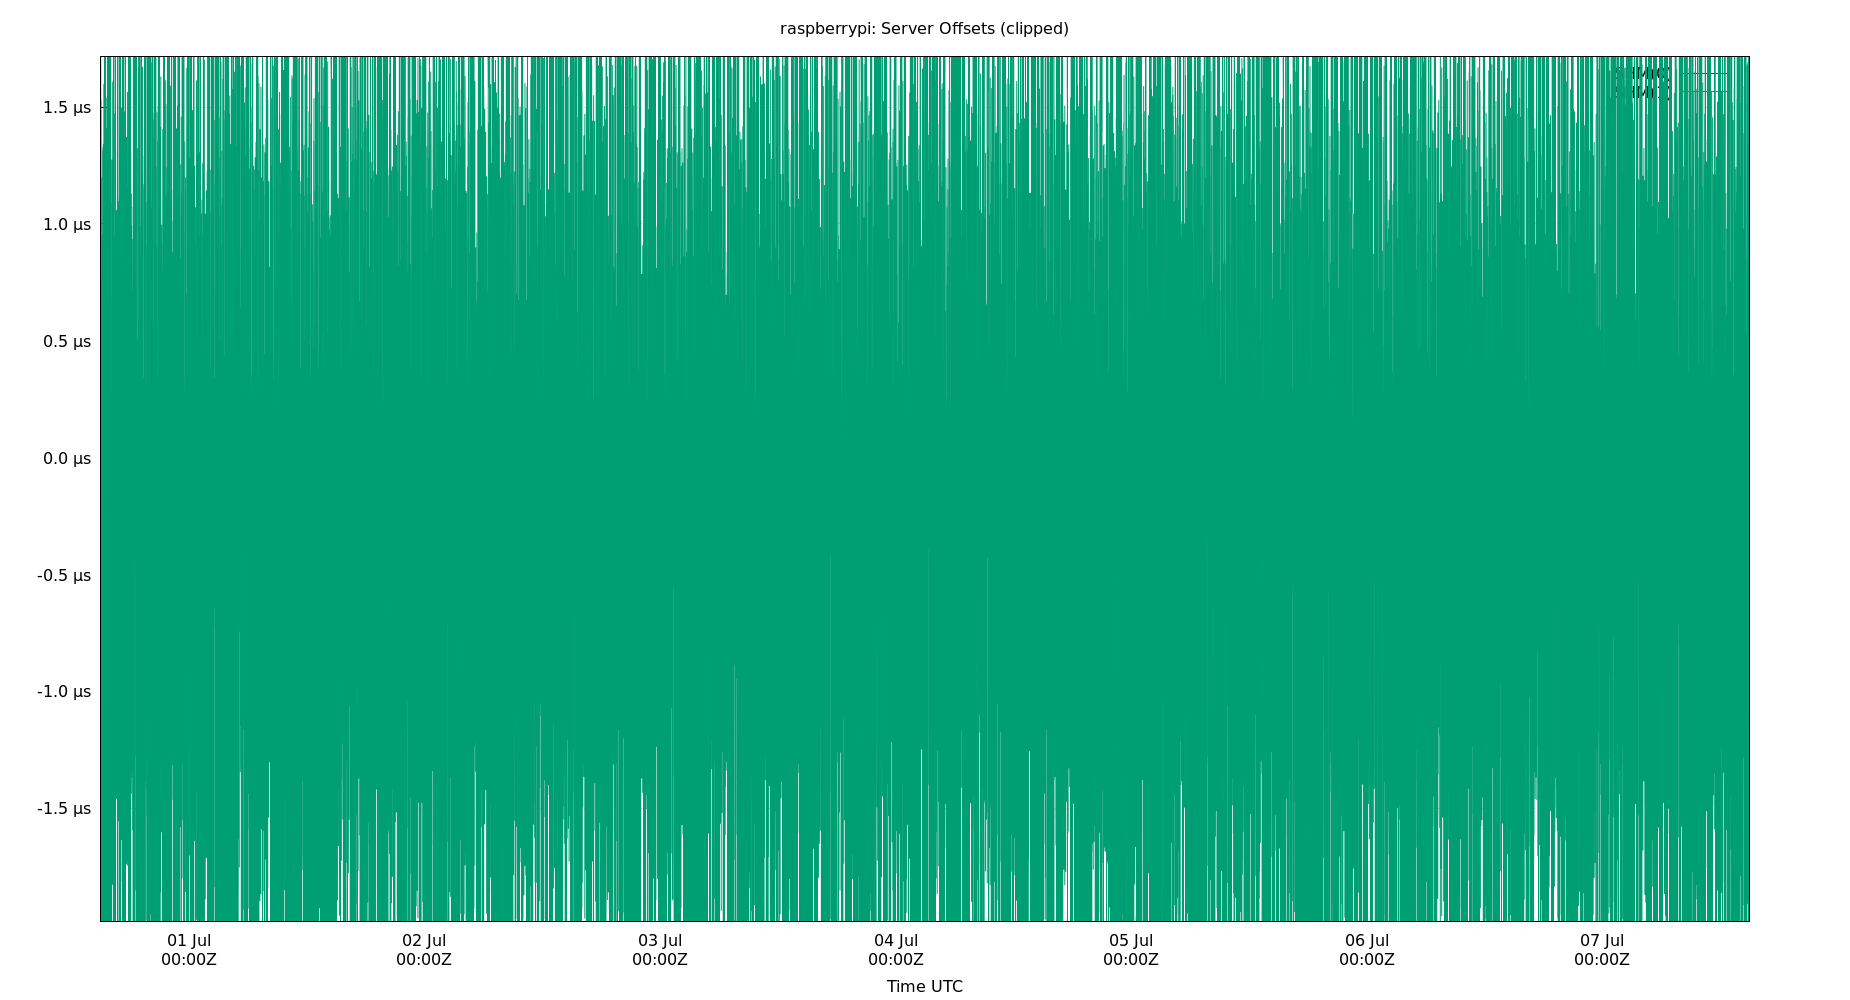 raspberrypi: Server Offsets (clipped)
1.5 µs
1.0 µs
0.5 µs
0.0 µs
-0.5 µs
-1.0 µs
-1.5 µs
01 Jul 02 Jul 03 Jul 04 Jul 05 Jul 06 Jul 07 Jul
00:00Z 00:00Z 00:00Z 00:00Z 00:00Z 00:00Z 00:00Z
Time UTC